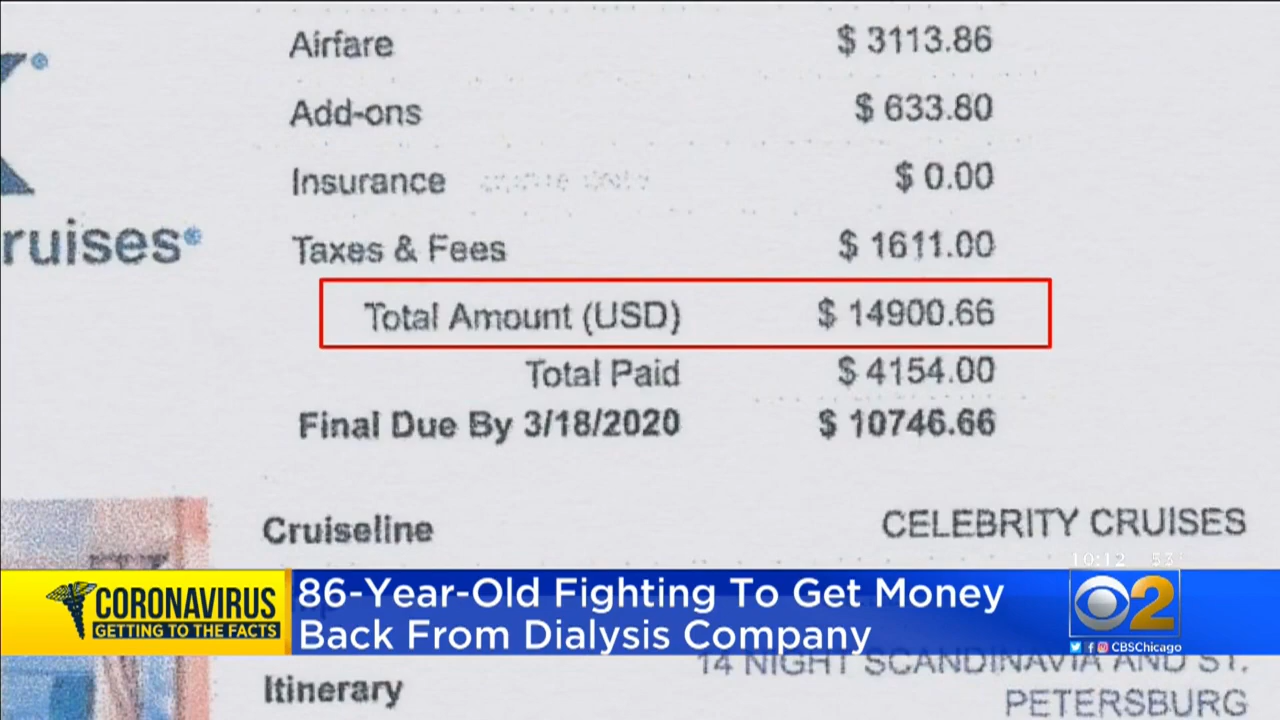 Airfare $ 3113.86
Add-ons $ 633.80
Insurance $ 0.00
ruises
Taxes & Fees $ 1611.00
Total Amount (USD) $ 14900.66
Total Paid $ 4154.00
Final Due By 3/18/2020 $ 10746.66
Cruiseline CELEBRITY CRUISES
10:12 53°
CORONAVIRUS
GETTING TO THE FACTS
86-Year-Old Fighting To Get Money
Back From Dialysis Company
2
CBSChicago
14 NIGHT SCANDINAVIA AND ST.
Itinerary PETERSBURG